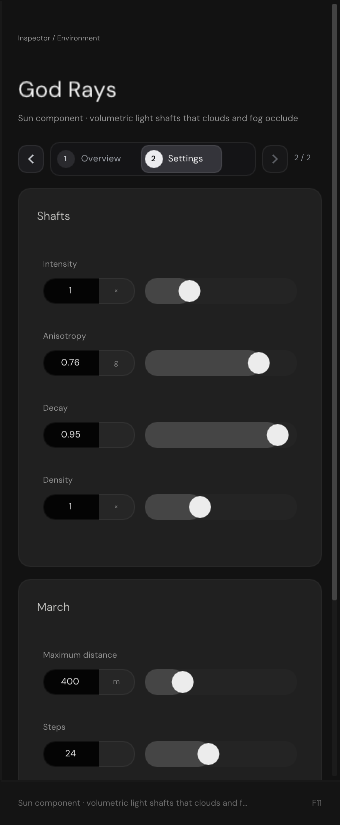 Inspector / Environment
God Rays
Sun component · volumetric light shafts that clouds and fog occlude
1 Overview 2 Settings 2 / 2
Shafts
Intensity
1 ×
Anisotropy
0.76 g
Decay
0.95
Density
1 ×
March
Maximum distance
400 m
Steps
24
Sun component · volumetric light shafts that clouds and f... F11